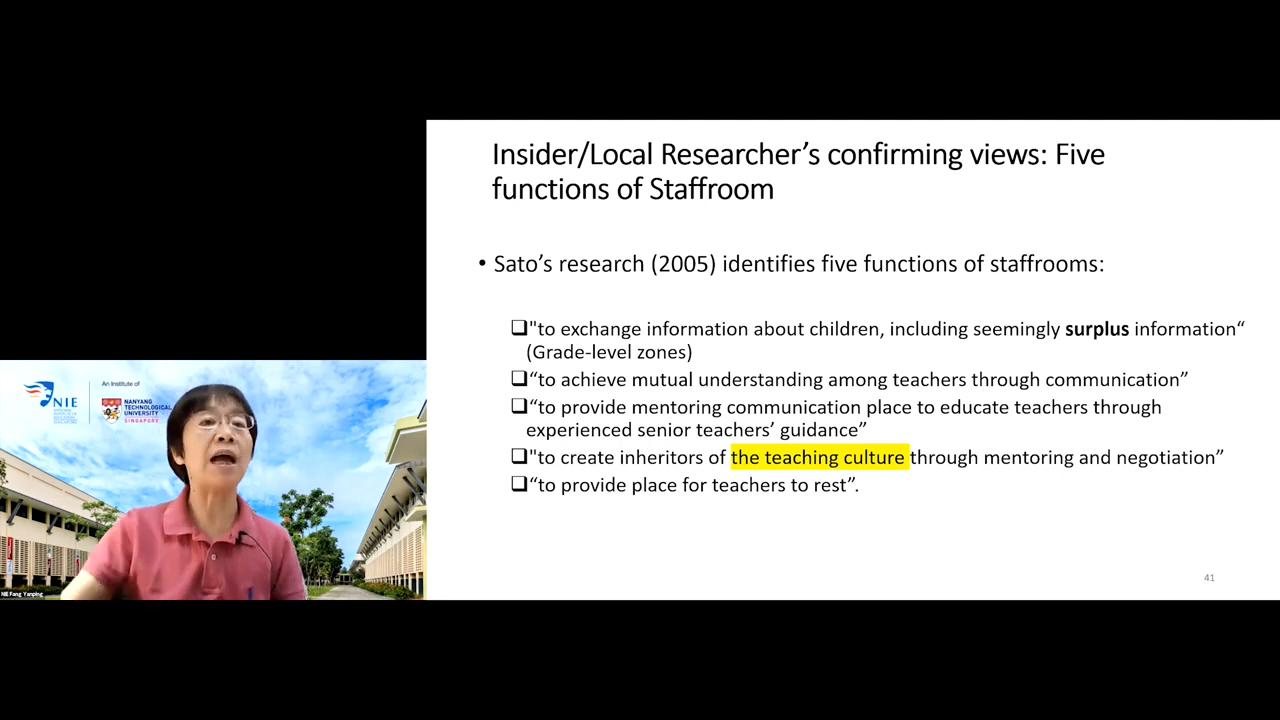 Insider/Local Researcher’s confirming views: Five
functions of Staffroom
• Sato’s research (2005) identifies five functions of staffrooms:
❑"to exchange information about children, including seemingly surplus information“
(Grade-level zones)
❑“to achieve mutual understanding among teachers through communication”
❑“to provide mentoring communication place to educate teachers through
experienced senior teachers’ guidance”
❑"to create inheritors of the teaching culture through mentoring and negotiation”
❑“to provide place for teachers to rest”.
41
An Institute of
NIE
NANYANG
TECHNOLOGICAL
UNIVERSITY
SINGAPORE
NIE Fang Yanping